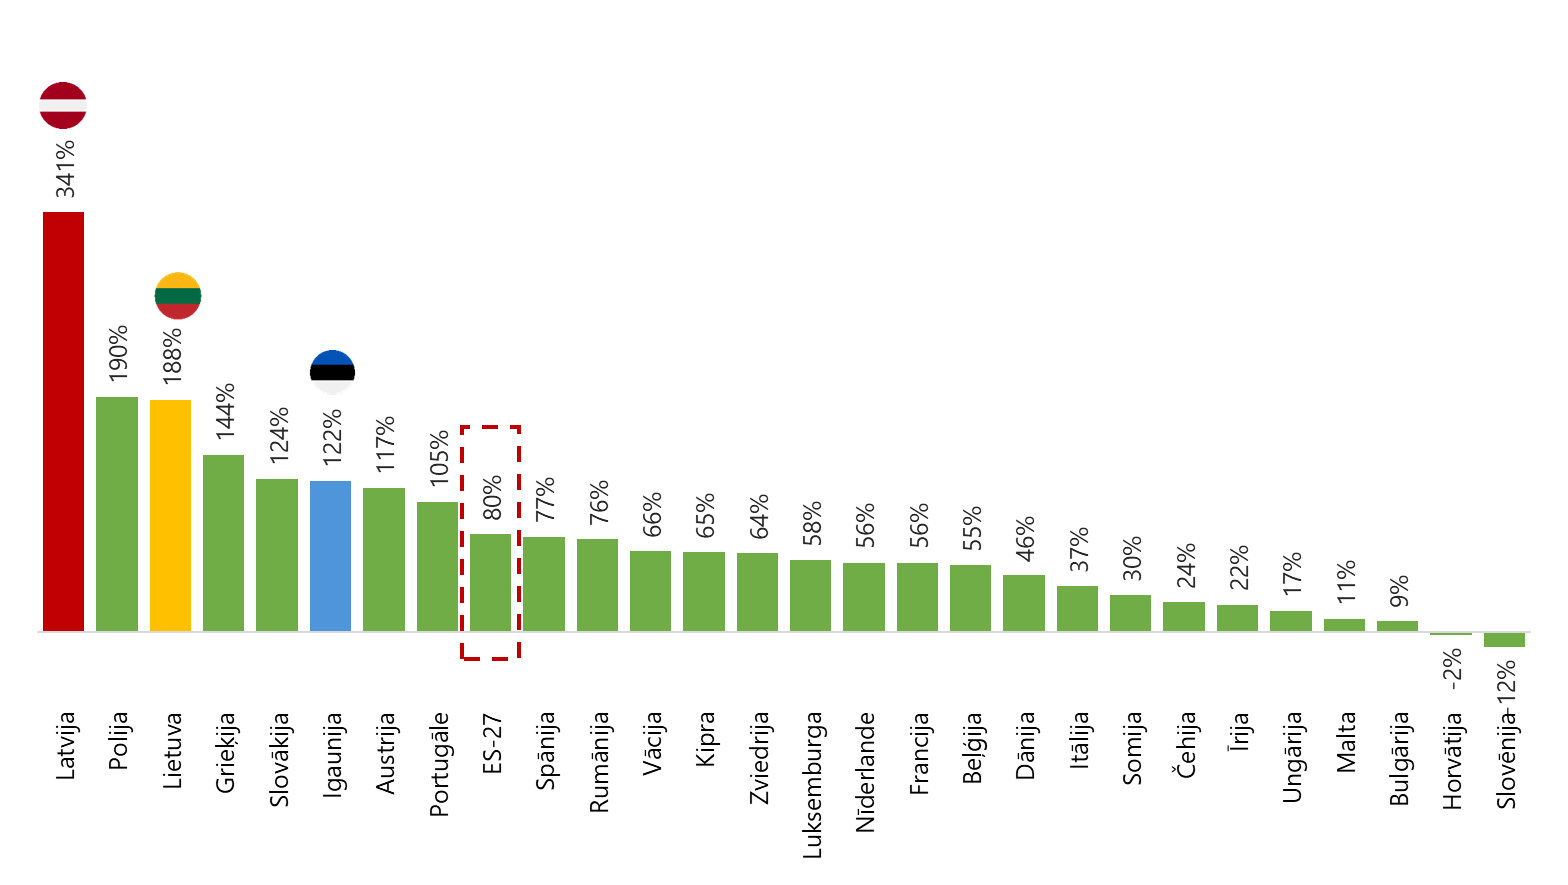 341%
190%
188%
144%
124%
122%
117%
105%
80%
77%
76%
66%
65%
64%
58%
56%
56%
55%
46%
37%
30%
24%
22%
17%
11%
9%
-2%
-12%
Latvija
Polija
Lietuva
Grieķija
Slovākija
Igaunija
Austrija
Portugāle
ES-27
Spānija
Rumānija
Vācija
Kipra
Zviedrija
Luksemburga
Nīderlande
Francija
Beļģija
Dānija
Itālija
Somija
Čehija
Īrija
Ungārija
Malta
Bulgārija
Horvātija
Slovēnija